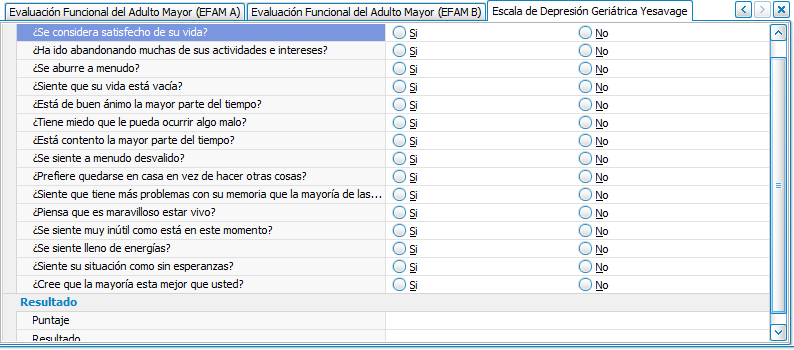 Evaluación Funcional del Adulto Mayor (EFAM A) Evaluación Funcional del Adulto Mayor (EFAM B) Escala de Depresión Geriátrica Yesavage
¿Se considera satisfecho de su vida? Si No
¿Ha ido abandonando muchas de sus actividades e intereses? Si No
¿Se aburre a menudo? Si No
¿Siente que su vida está vacía? Si No
¿Está de buen ánimo la mayor parte del tiempo? Si No
¿Tiene miedo que le pueda ocurrir algo malo? Si No
¿Está contento la mayor parte del tiempo? Si No
¿Se siente a menudo desvalido? Si No
¿Prefiere quedarse en casa en vez de hacer otras cosas? Si No
¿Siente que tiene más problemas con su memoria que la mayoría de las... Si No
¿Piensa que es maravilloso estar vivo? Si No
¿Se siente muy inútil como está en este momento? Si No
¿Se siente lleno de energías? Si No
¿Siente su situación como sin esperanzas? Si No
¿Cree que la mayoría esta mejor que usted? Si No
Resultado
Puntaje
Resultado